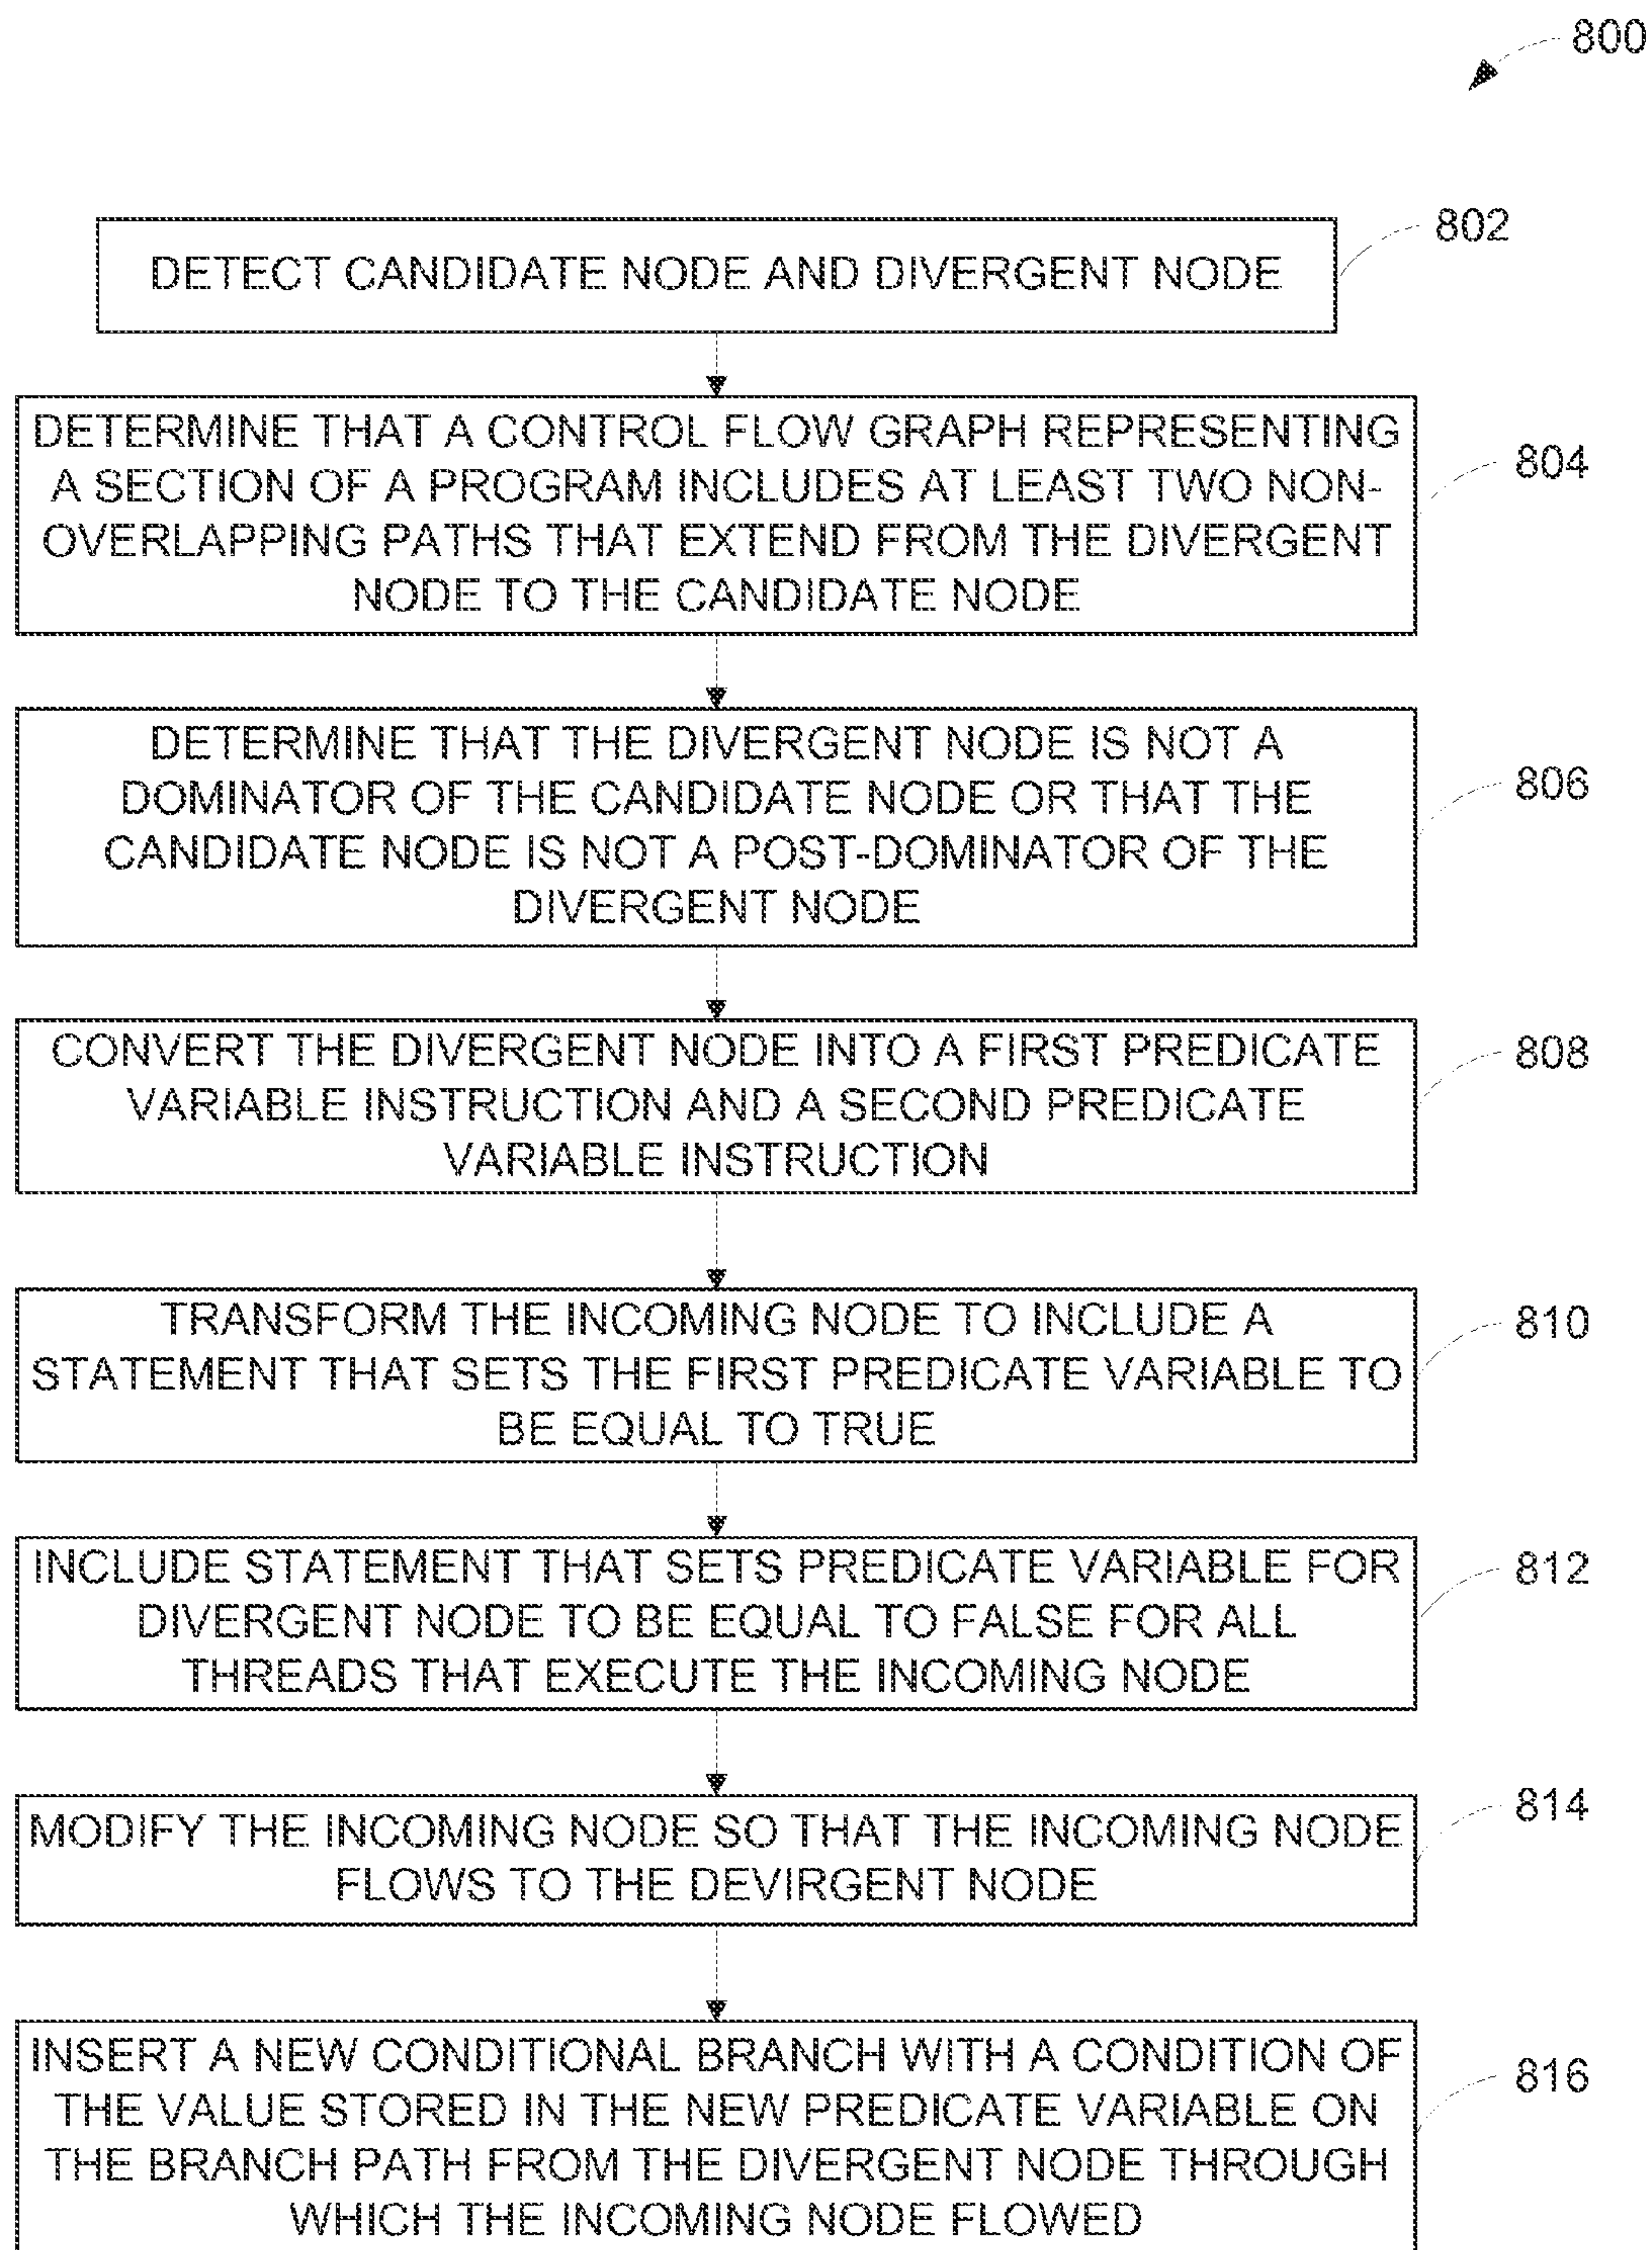 800
802
DETECT CANDIDATE NODE AND DIVERGENT NODE
DETERMINE THAT A CONTROL FLOW GRAPH REPRESENTING
A SECTION OF A PROGRAM INCLUDES AT LEAST TWO NON-
OVERLAPPING PATHS THAT EXTEND FROM THE DIVERGENT
NODE TO THE CANDIDATE NODE
804
DETERMINE THAT THE DIVERGENT NODE IS NOT A
DOMINATOR OF THE CANDIDATE NODE OR THAT THE
CANDIDATE NODE IS NOT A POST-DOMINATOR OF THE
DIVERGENT NODE
806
CONVERT THE DIVERGENT NODE INTO A FIRST PREDICATE
VARIABLE INSTRUCTION AND A SECOND PREDICATE
VARIABLE INSTRUCTION
808
TRANSFORM THE INCOMING NODE TO INCLUDE A
STATEMENT THAT SETS THE FIRST PREDICATE VARIABLE TO
BE EQUAL TO TRUE
810
INCLUDE STATEMENT THAT SETS PREDICATE VARIABLE FOR
DIVERGENT NODE TO BE EQUAL TO FALSE FOR ALL
THREADS THAT EXECUTE THE INCOMING NODE
812
MODIFY THE INCOMING NODE SO THAT THE INCOMING NODE
FLOWS TO THE DEVIRGENT NODE
814
INSERT A NEW CONDITIONAL BRANCH WITH A CONDITION OF
THE VALUE STORED IN THE NEW PREDICATE VARIABLE ON
THE BRANCH PATH FROM THE DIVERGENT NODE THROUGH
WHICH THE INCOMING NODE FLOWED
816